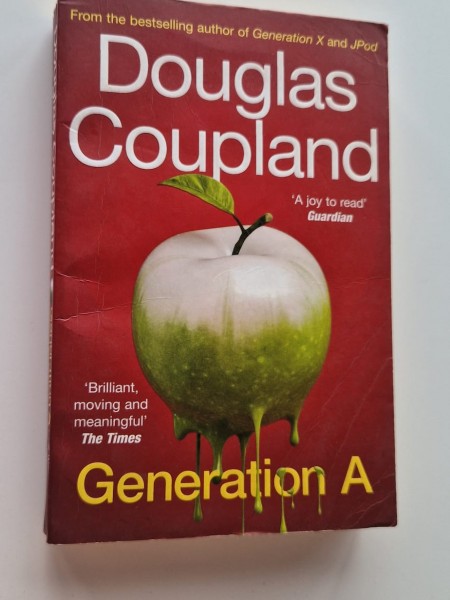 From the bestselling author of Generation X and JPod
Douglas
Coupland
'A joy to read'
Guardian
'Brilliant,
moving and
meaningful'
The Times
Generation A